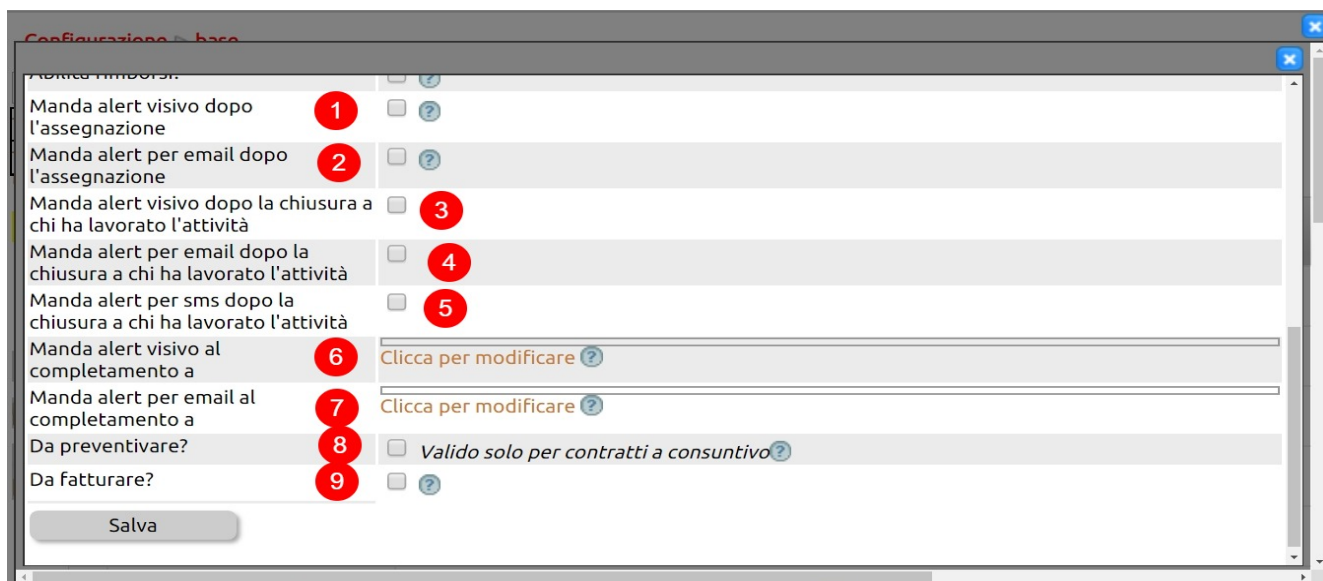 Configurazione ▷ base
Abilita rimborsi?
Manda alert visivo dopo
l'assegnazione
1
?
Manda alert per email dopo
l'assegnazione
2
?
Manda alert visivo dopo la chiusura a
chi ha lavorato l'attività
3
Manda alert per email dopo la
chiusura a chi ha lavorato l'attività
4
Manda alert per sms dopo la
chiusura a chi ha lavorato l'attività
5
Manda alert visivo al
completamento a
6
Clicca per modificare ?
Manda alert per email al
completamento a
7
Clicca per modificare ?
Da preventivare?
8
Valido solo per contratti a consuntivo ?
Da fatturare?
9
?
Salva